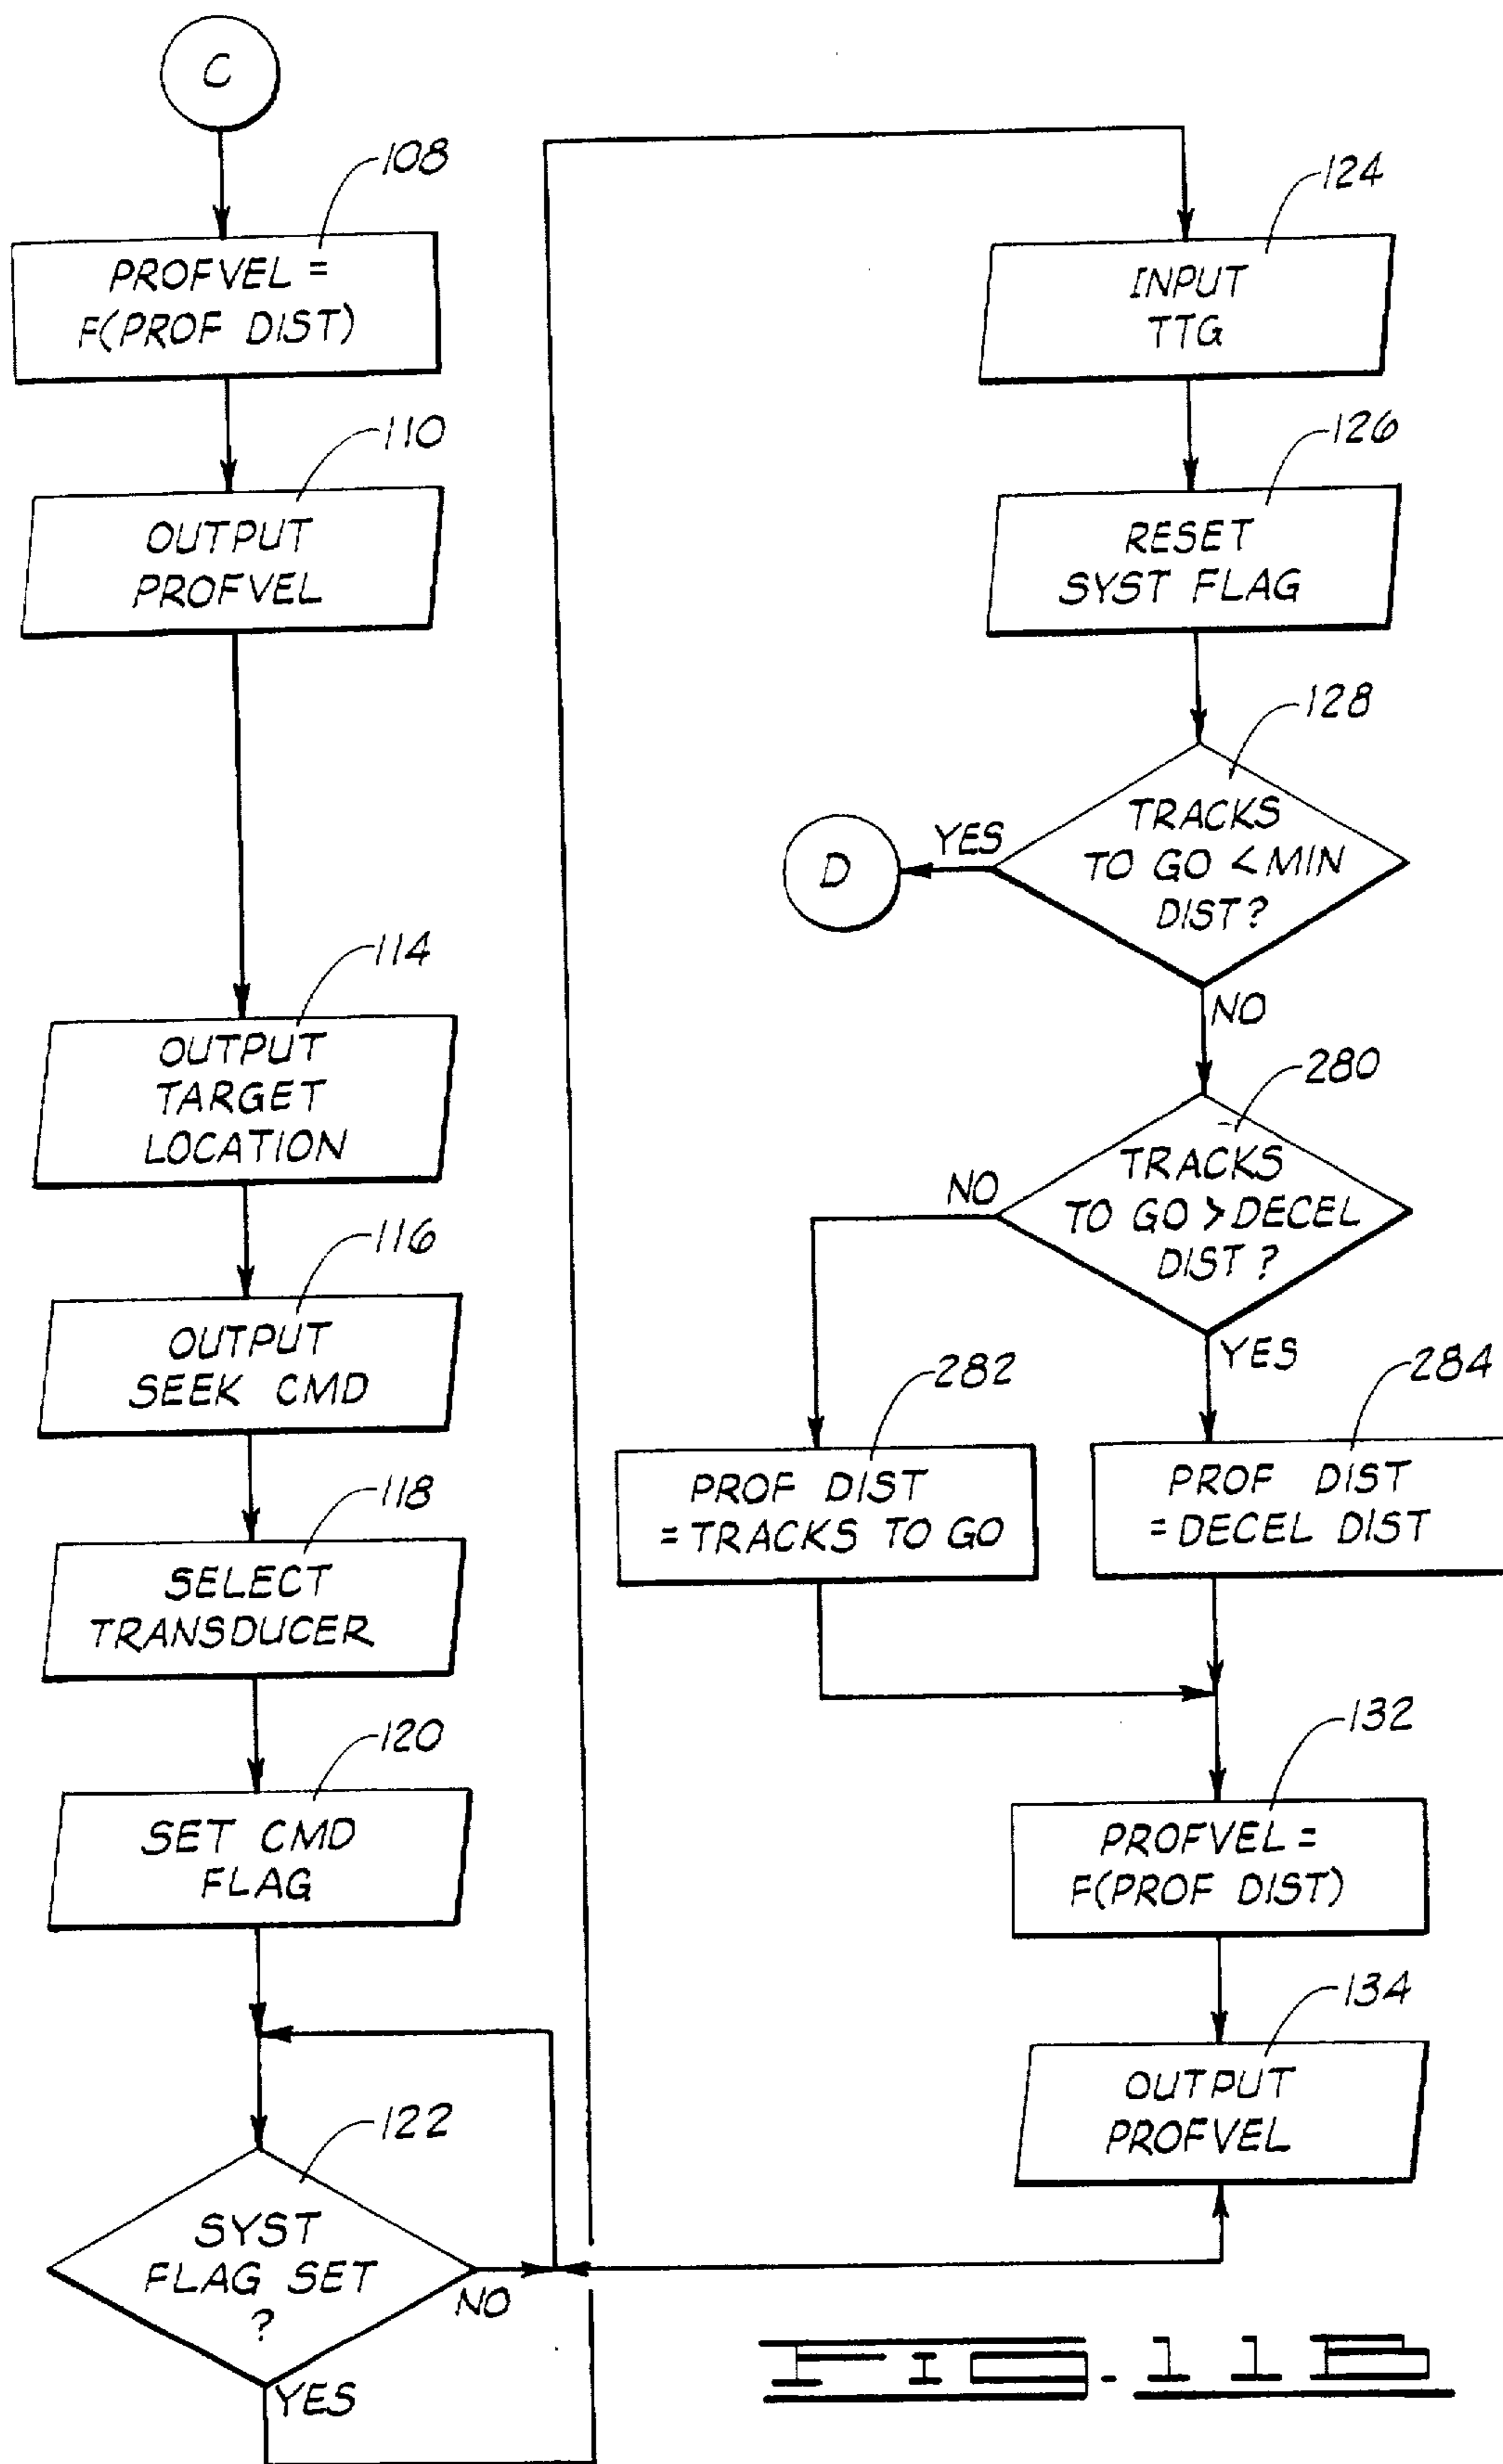 C
108
PROFVEL =
F(PROF DIST)
110
OUTPUT
PROFVEL
114
OUTPUT
TARGET
LOCATION
116
OUTPUT
SEEK CMD
118
SELECT
TRANSDUCER
120
SET CMD
FLAG
122
SYST
FLAG SET
?
NO
YES
124
INPUT
TTG
126
RESET
SYST FLAG
128
TRACKS
TO GO < MIN
DIST?
YES
D
NO
280
TRACKS
TO GO > DECEL
DIST?
NO
YES
282
PROF DIST
= TRACKS TO GO
284
PROF DIST
= DECEL DIST
132
PROFVEL =
F(PROF DIST)
134
OUTPUT
PROFVEL
FIG. 11B